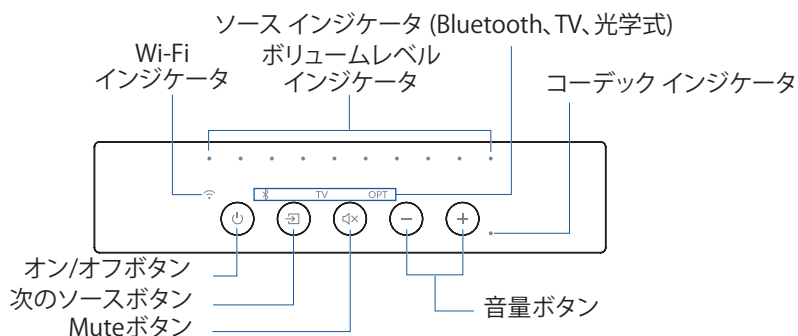 ソース インジケータ (Bluetooth、TV、光学式)
Wi-Fi
インジケータ
ボリュームレベル
インジケータ
コーデック インジケータ
TV
OPT
オン/オフボタン
次のソースボタン
Muteボタン
音量ボタン